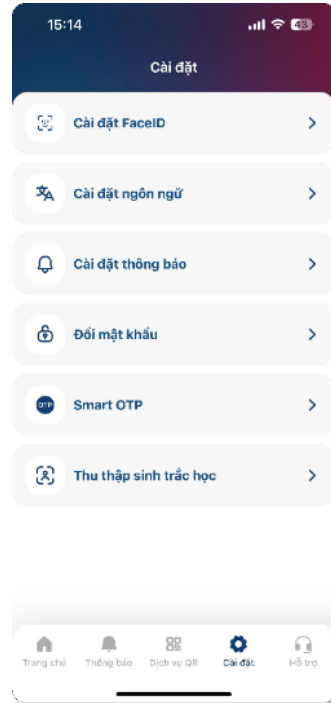 15:14
43
Cài đặt
Cài đặt FaceID
Cài đặt ngôn ngữ
Cài đặt thông báo
Đổi mật khẩu
OTP
Smart OTP
Thu thập sinh trắc học
Trang chủ
Thông báo
Dịch vụ QR
Cài đặt
Hỗ trợ